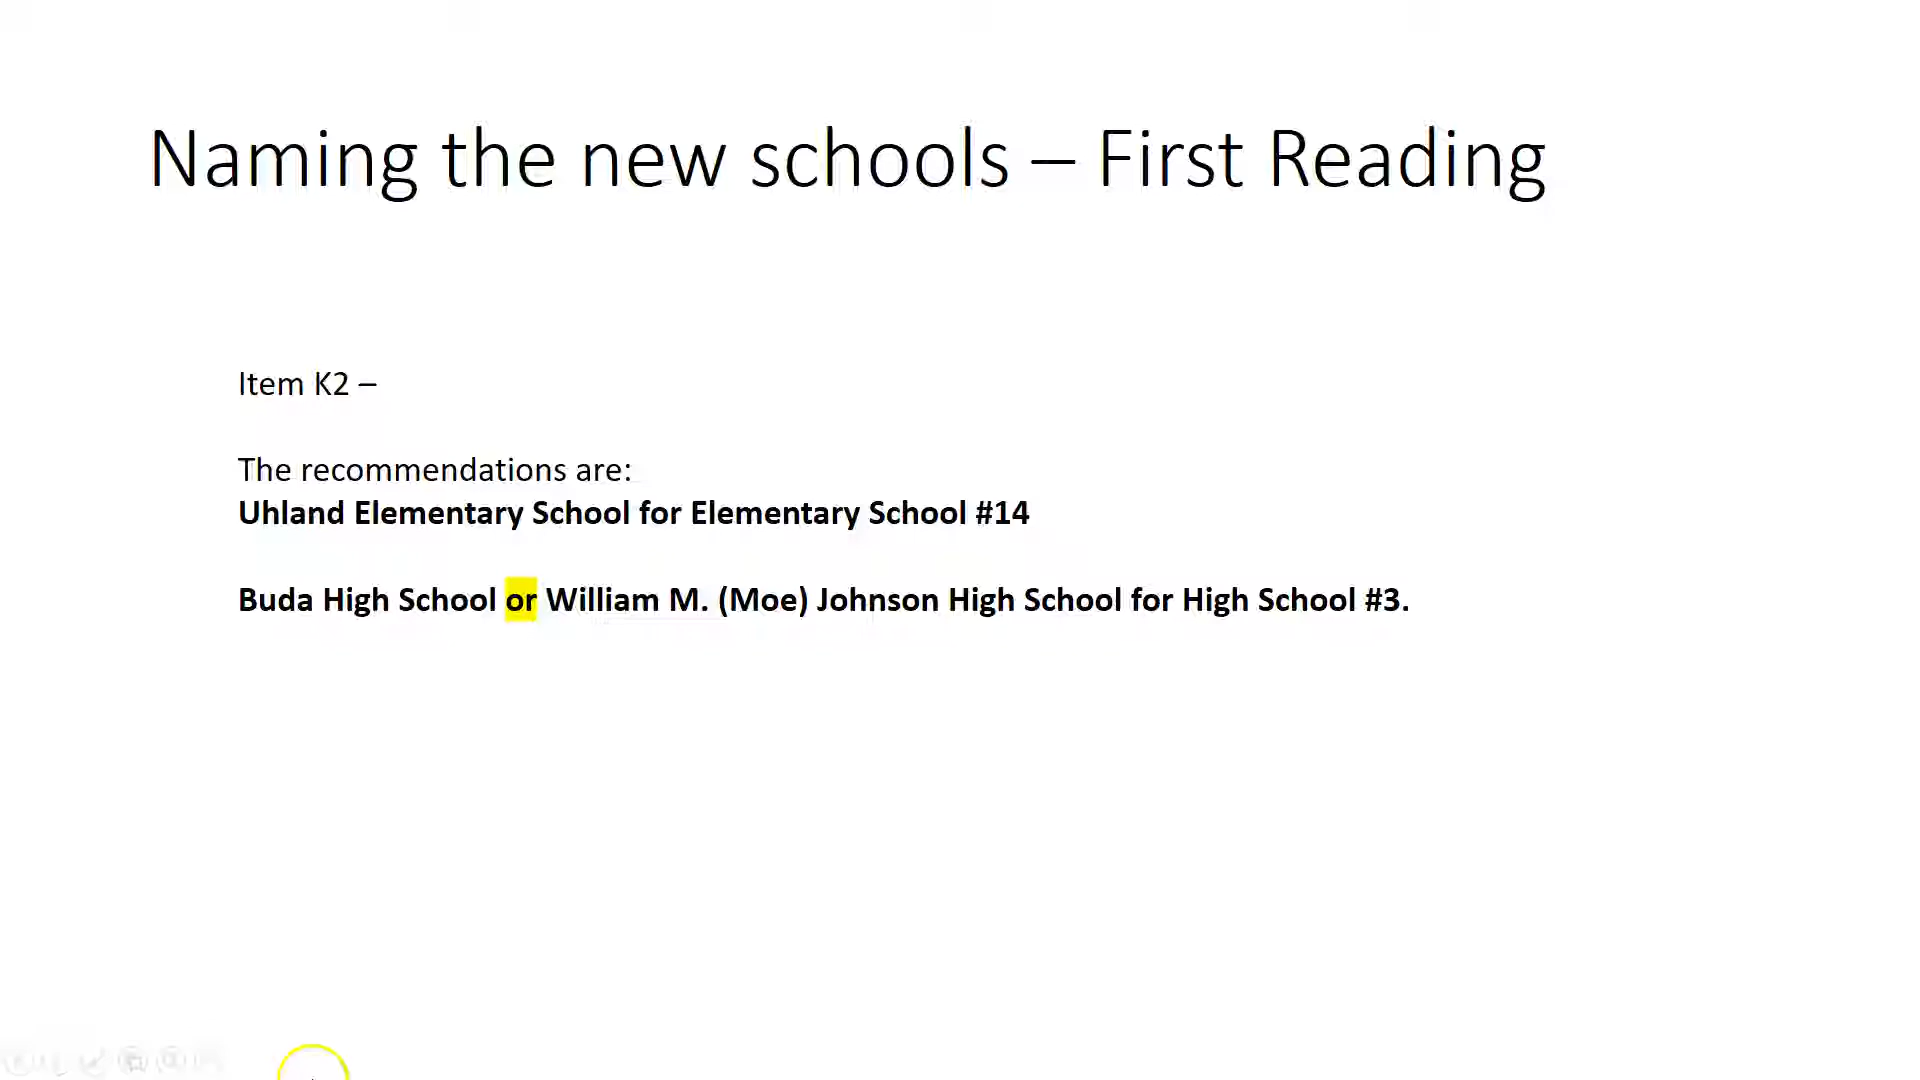 Naming the new schools – First Reading
Item K2 –
The recommendations are:
Uhland Elementary School for Elementary School #14
Buda High School or William M. (Moe) Johnson High School for High School #3.